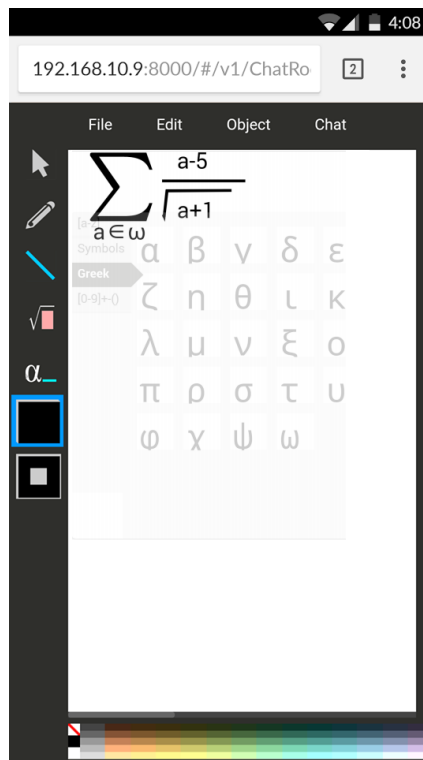 4:08
192.168.10.9:8000/#/v1/ChatRo
2
File Edit Object Chat
∑ a-5
√ a+1
a∈ω
Symbols
Greek
[0-9]+-()
α β ν δ ε
ζ η θ ι κ
λ μ ν ξ ο
π ρ σ τ υ
φ χ ψ ω
√
α